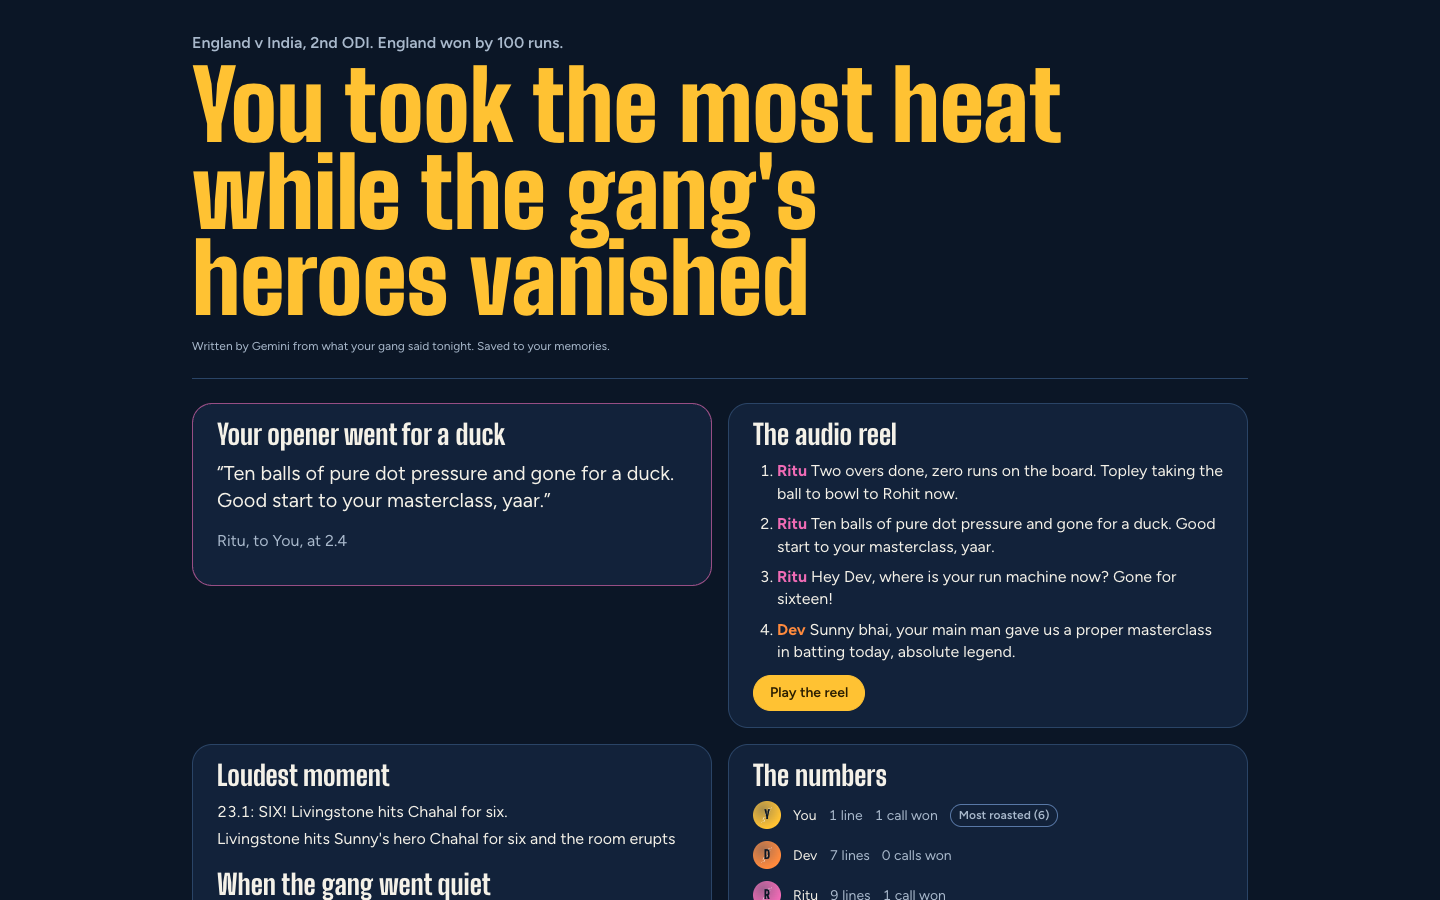 England v India, 2nd ODI. England won by 100 runs.
You took the most heat
while the gang's
heroes vanished
Written by Gemini from what your gang said tonight. Saved to your memories.
Your opener went for a duck
“Ten balls of pure dot pressure and gone for a duck.
Good start to your masterclass, yaar.”
Ritu, to You, at 2.4
The audio reel
1. Ritu Two overs done, zero runs on the board. Topley taking the
ball to bowl to Rohit now.
2. Ritu Ten balls of pure dot pressure and gone for a duck. Good
start to your masterclass, yaar.
3. Ritu Hey Dev, where is your run machine now? Gone for
sixteen!
4. Dev Sunny bhai, your main man gave us a proper masterclass
in batting today, absolute legend.
Play the reel
Loudest moment
23.1: SIX! Livingstone hits Chahal for six.
Livingstone hits Sunny's hero Chahal for six and the room erupts
When the gang went quiet
The numbers
Y You 1 line 1 call won Most roasted (6)
D Dev 7 lines 0 calls won
R Ritu 9 lines 1 call won